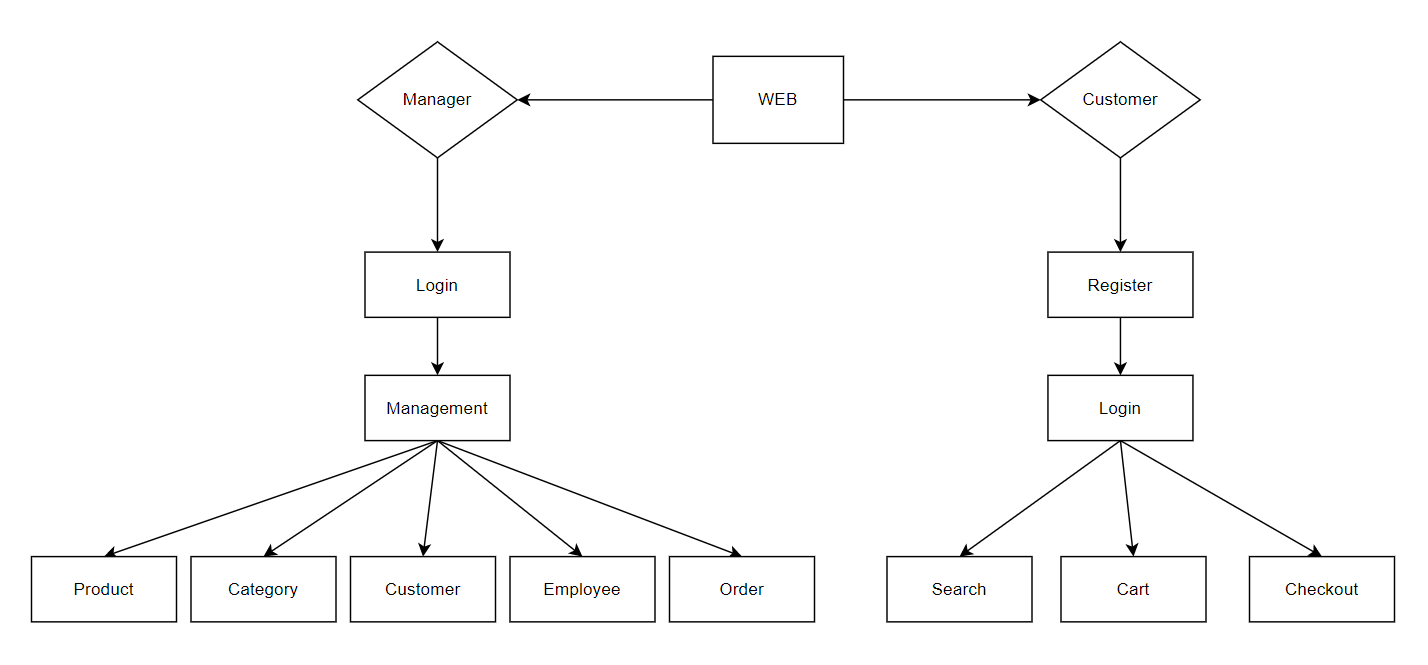 Manager
WEB
Customer
Login
Register
Management
Login
Product
Category
Customer
Employee
Order
Search
Cart
Checkout